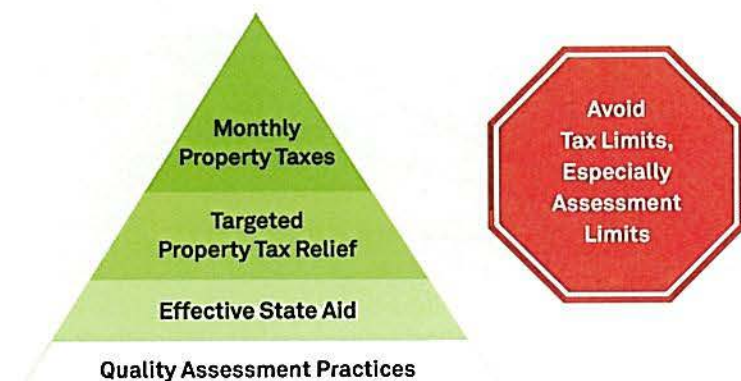 Monthly
Property Taxes
Targeted
Property Tax Relief
Effective State Aid
Quality Assessment Practices
Avoid
Tax Limits,
Especially
Assessment
Limits